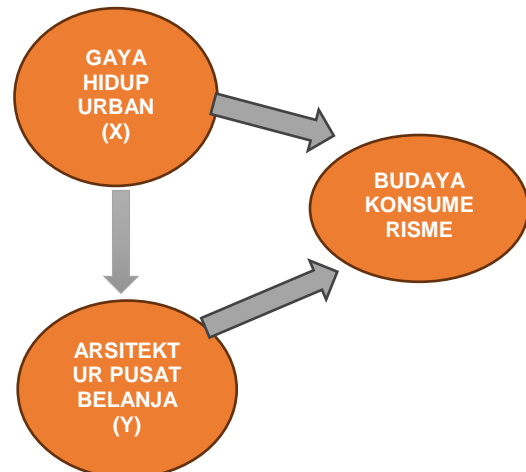 GAYA
HIDUP
URBAN
(X)
BUDAYA
KONSUME
RISME
ARSITEKT
UR PUSAT
BELANJA
(Y)